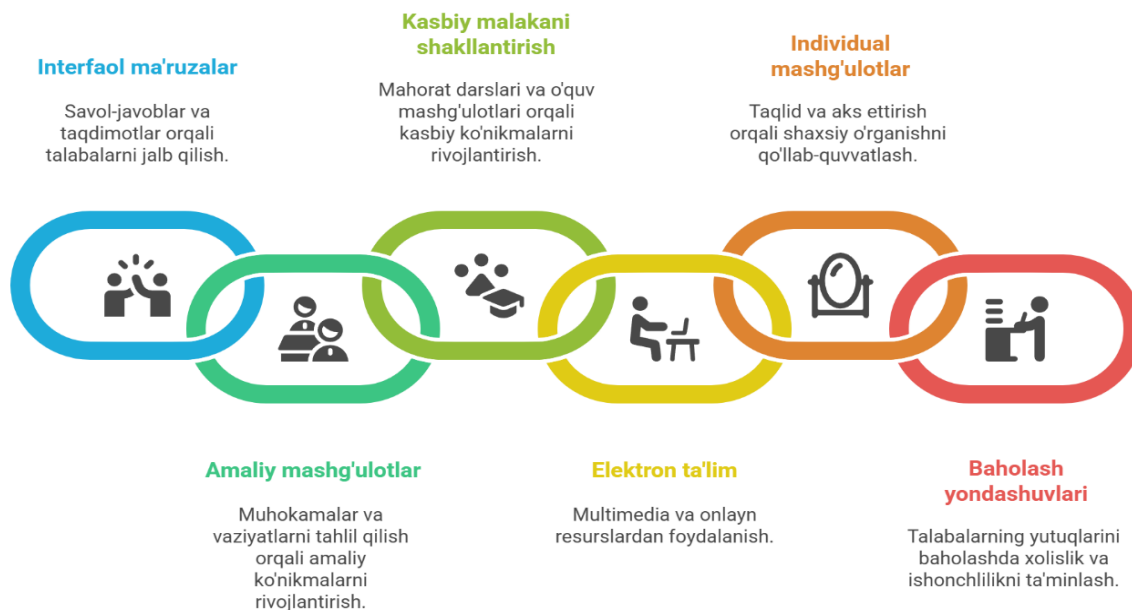 Interfaol ma'ruzalar
Savol-javoblar va
taqdimotlar orqali
talabalarni jalb qilish.
Kasbiy malakani
shakllantirish
Mahorat darslari va o'quv
mashg'ulotlari orqali
kasbiy ko'nikmalarni
rivojlantirish.
Individual
mashg'ulotlar
Taqlid va aks ettirish
orqali shaxsiy o'rganishni
qo'llab-quvvatlash.
Amaliy mashg'ulotlar
Muhokamalar va
vaziyatlarni tahlil qilish
orqali amaliy
ko'nikmalarni
rivojlantirish.
Elektron ta'lim
Multimedia va onlayn
resurslardan foydalanish.
Baholash
yondashuvlari
Talabalarning yutuqlarini
baholashda xolislik va
ishonchlilikni ta'minlash.